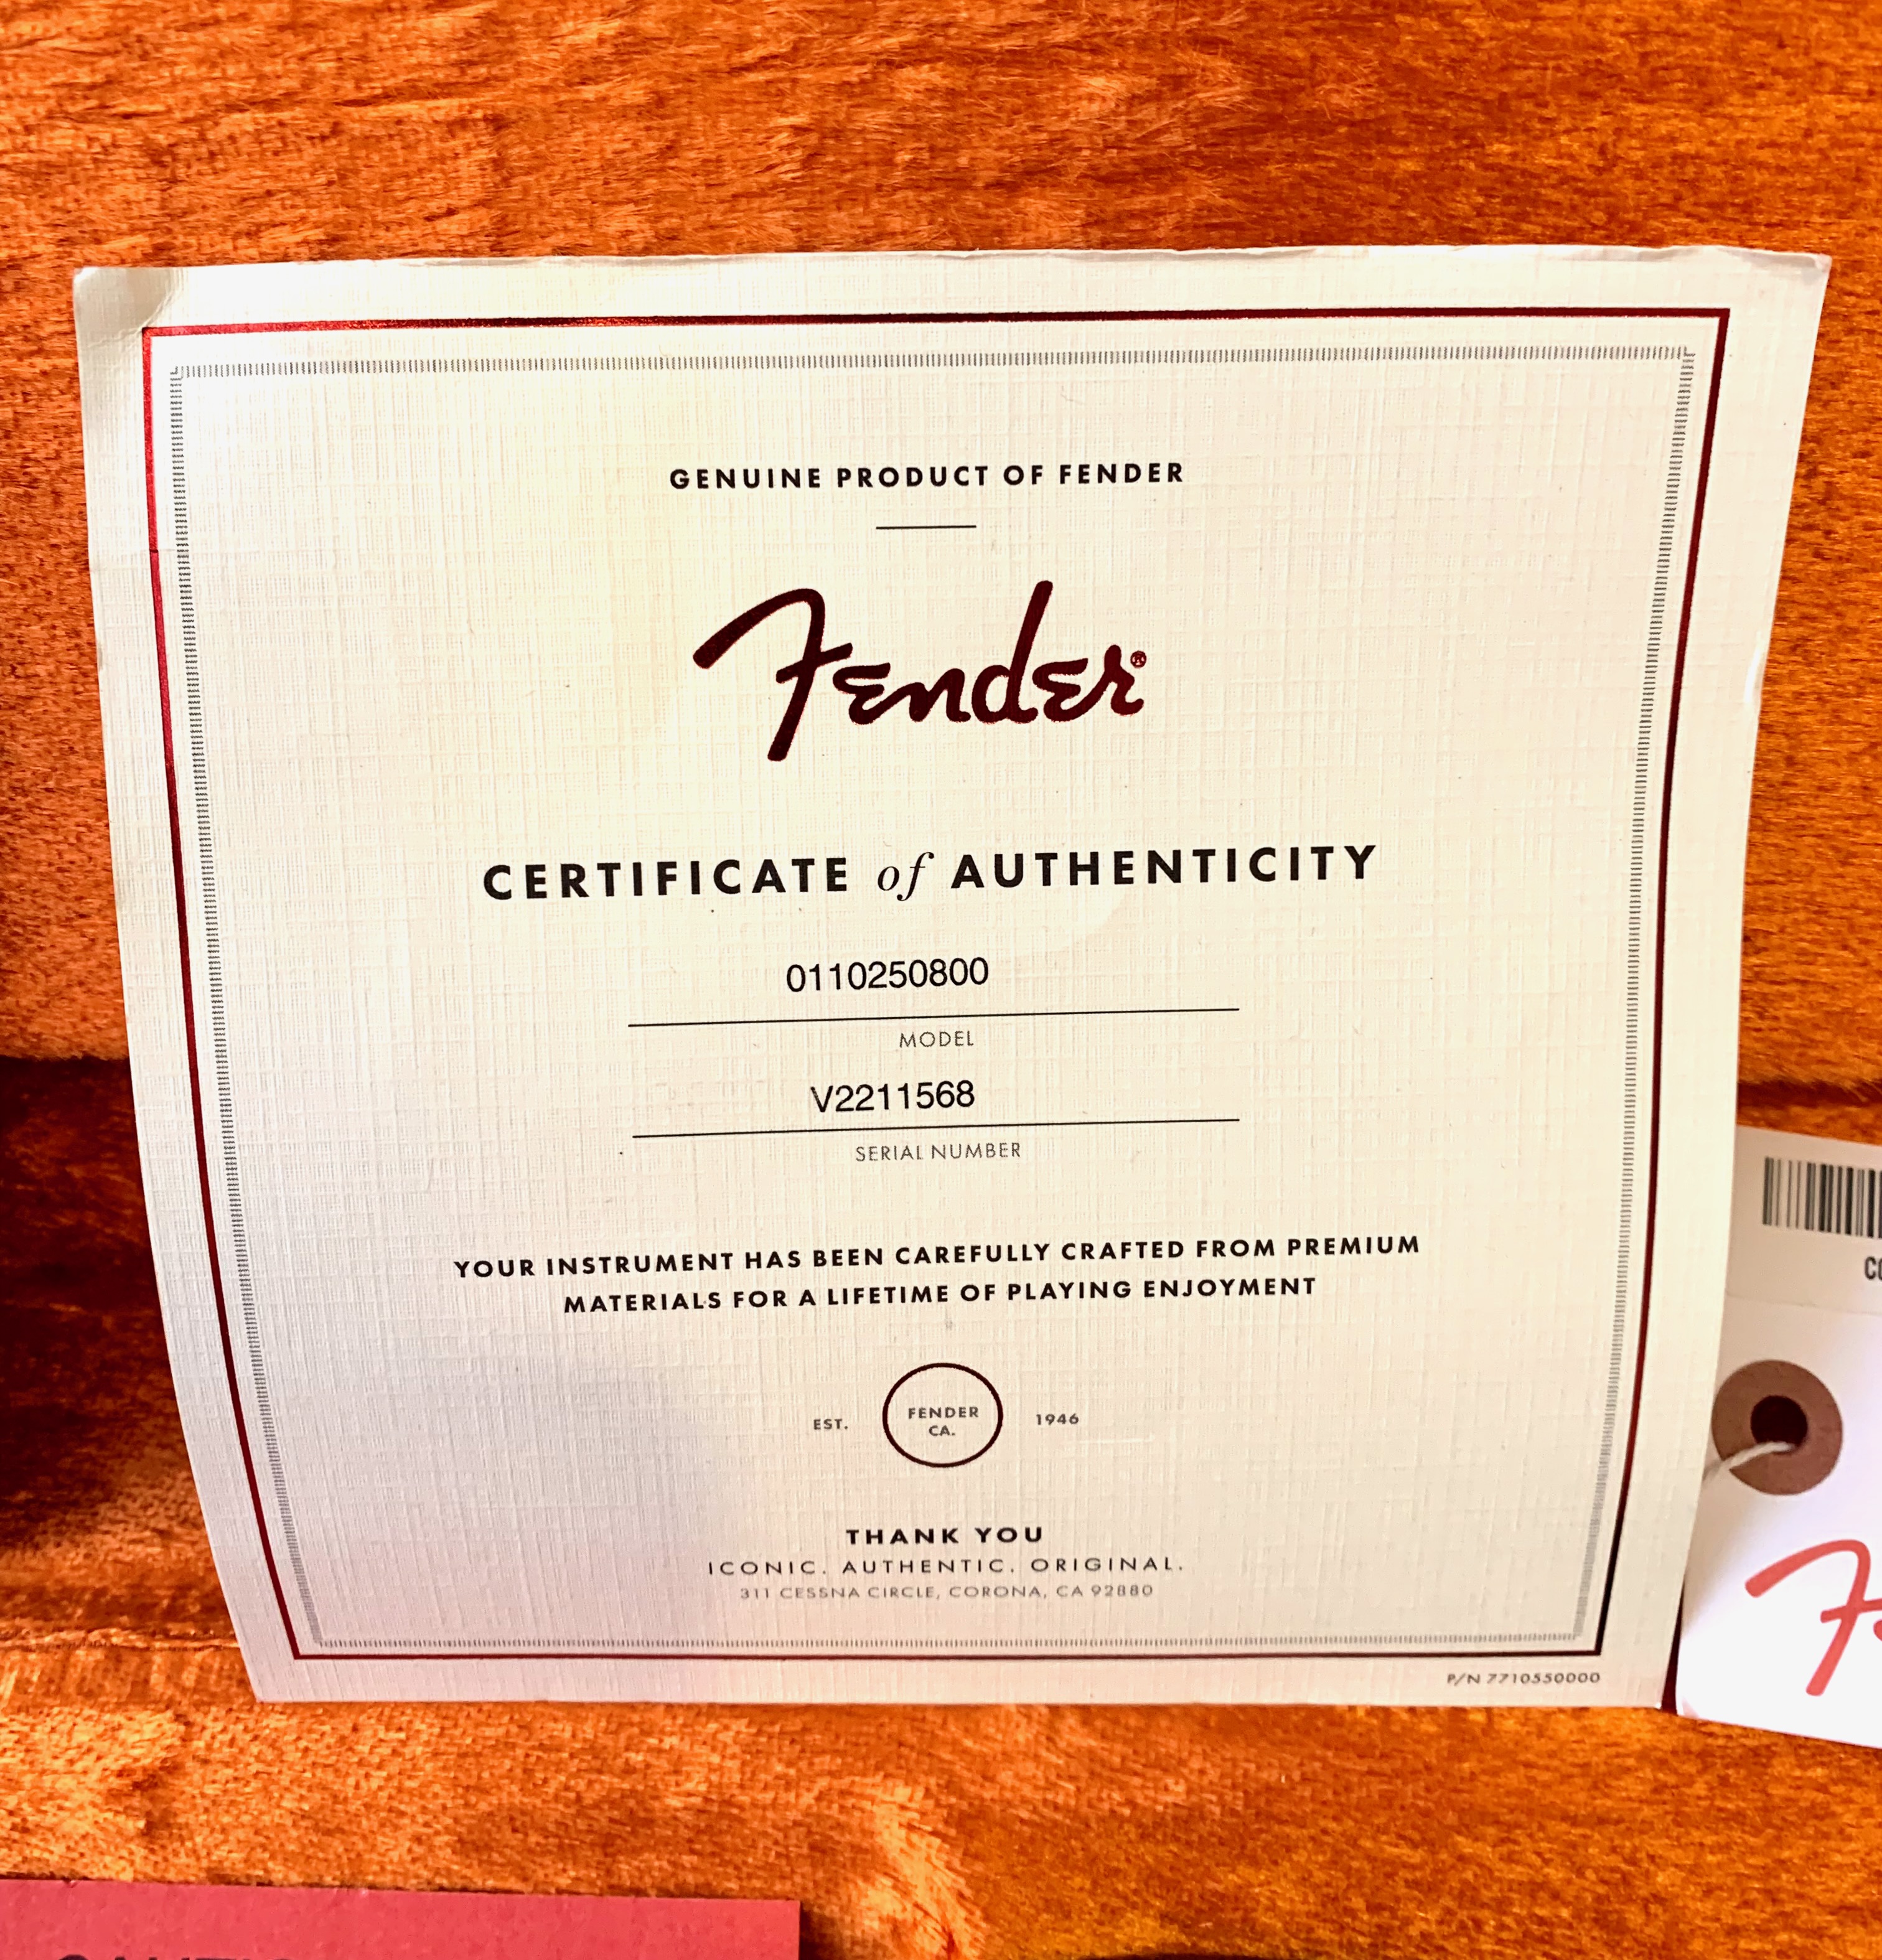 GENUINE PRODUCT OF FENDER
Fender®
CERTIFICATE of AUTHENTICITY
0110250800
MODEL
V2211568
SERIAL NUMBER
YOUR INSTRUMENT HAS BEEN CAREFULLY CRAFTED FROM PREMIUM
MATERIALS FOR A LIFETIME OF PLAYING ENJOYMENT
EST. FENDER CA. 1946
THANK YOU
ICONIC. AUTHENTIC. ORIGINAL.
311 CESSNA CIRCLE, CORONA, CA 92880
P/N 7710550000